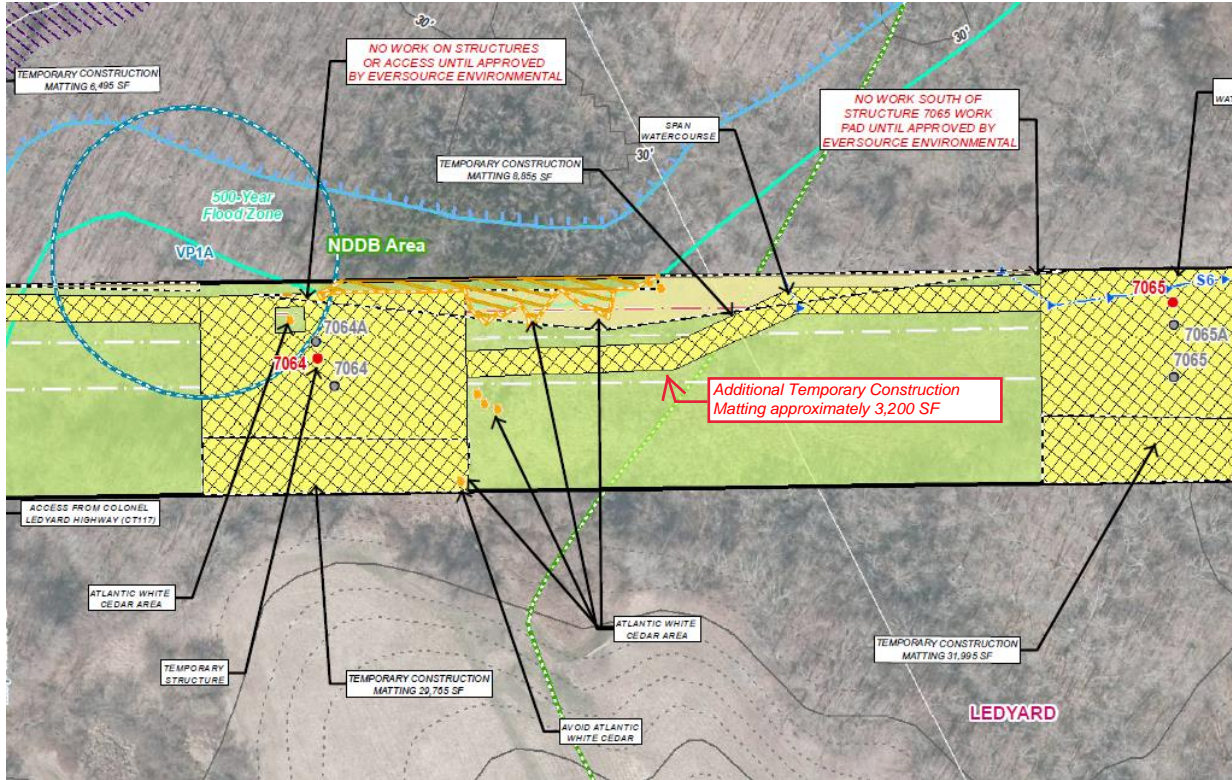 30'
30'
NO WORK ON STRUCTURES
OR ACCESS UNTIL APPROVED
BY EVERSOURCE ENVIRONMENTAL
TEMPORARY CONSTRUCTION
MATTING 6,495 SF
NO WORK SOUTH OF
STRUCTURE 7065 WORK
PAD UNTIL APPROVED BY
EVERSOURCE ENVIRONMENTAL
SPAN
WATERCOURSE
30'
TEMPORARY CONSTRUCTION
MATTING 8,855 SF
500-Year
Flood Zone
VP1A
NDDB Area
S6-1
7065
7064A
7065A
7064
7064
7065
Additional Temporary Construction
Matting approximately 3,200 SF
ACCESS FROM COLONEL
LEDYARD HIGHWAY (CT117)
ATLANTIC WHITE
CEDAR AREA
ATLANTIC WHITE
CEDAR AREA
TEMPORARY CONSTRUCTION
MATTING 31,995 SF
TEMPORARY
STRUCTURE
TEMPORARY CONSTRUCTION
MATTING 29,765 SF
LEDYARD
AVOID ATLANTIC
WHITE CEDAR